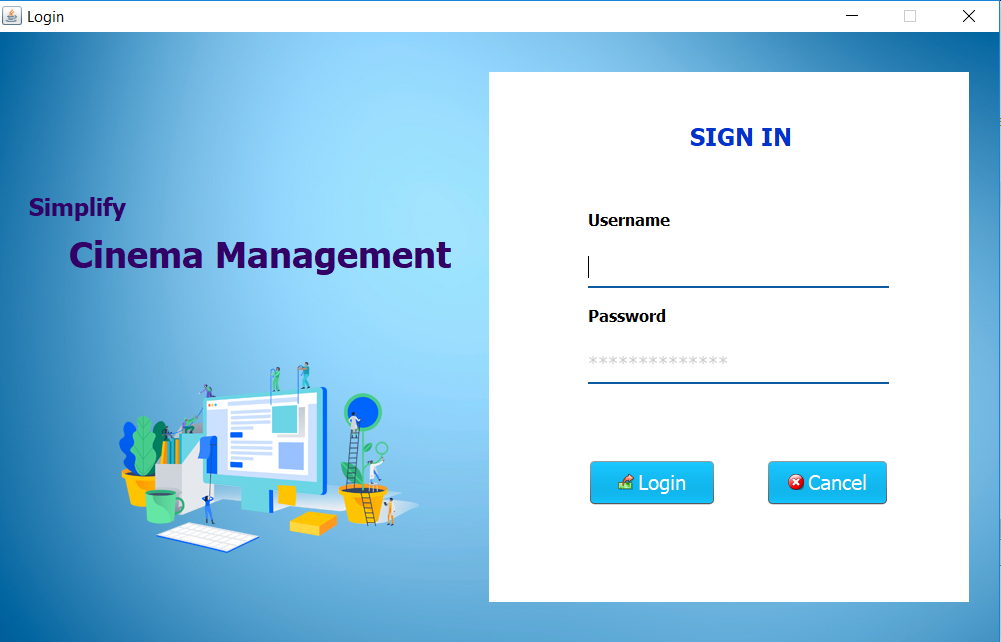 Login
Simplify
Cinema Management
SIGN IN
Username
Password
**************
Login
Cancel